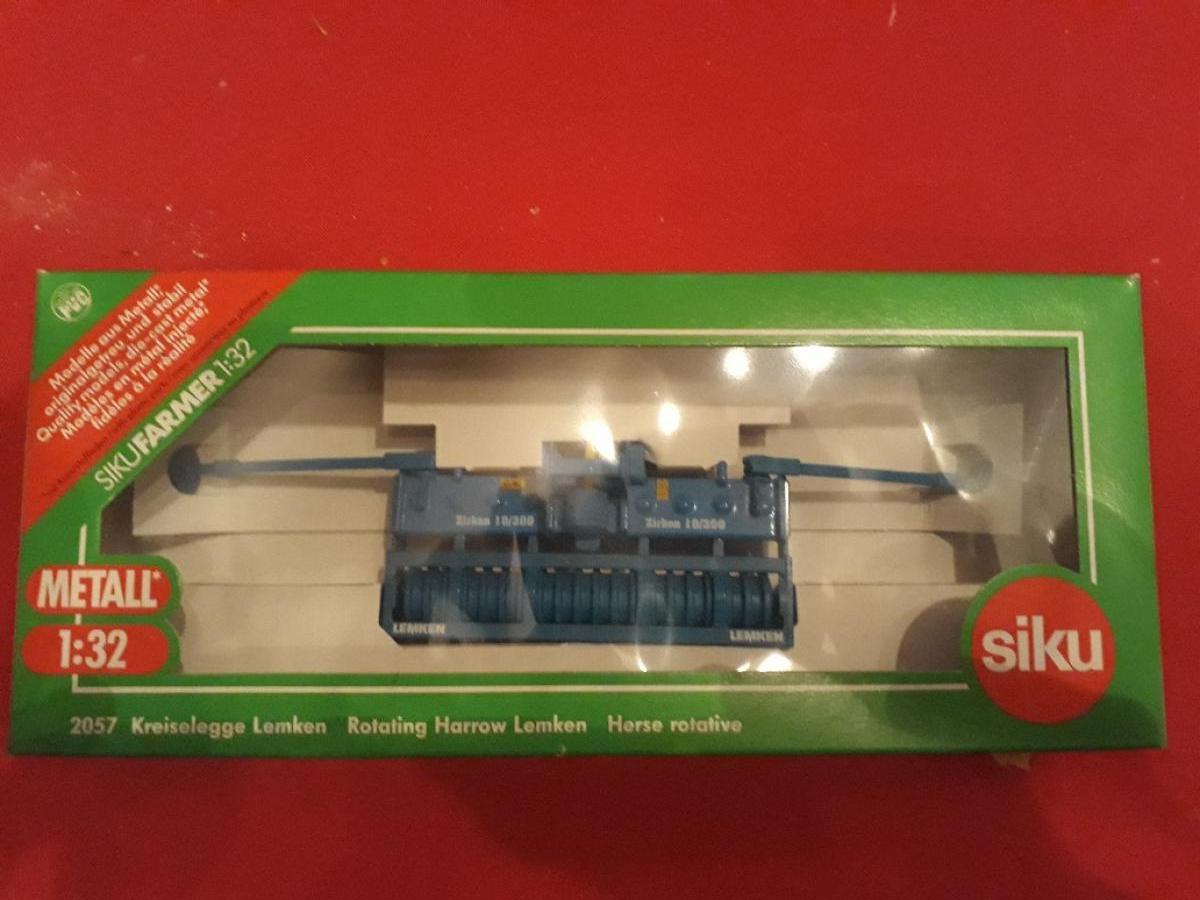 PVC
Modelle aus Metall,*
originalgetreu und stabil
Quality models, die-cast metal*
Modèles en métal injecté,*
fidèles à la réalité
SIKUFARMER 1:32
Zirkon 10/300
Zirkon 10/300
LEMKEN
LEMKEN
METALL*
1:32
siku
2057 Kreiselegge Lemken Rotating Harrow Lemken Herse rotative